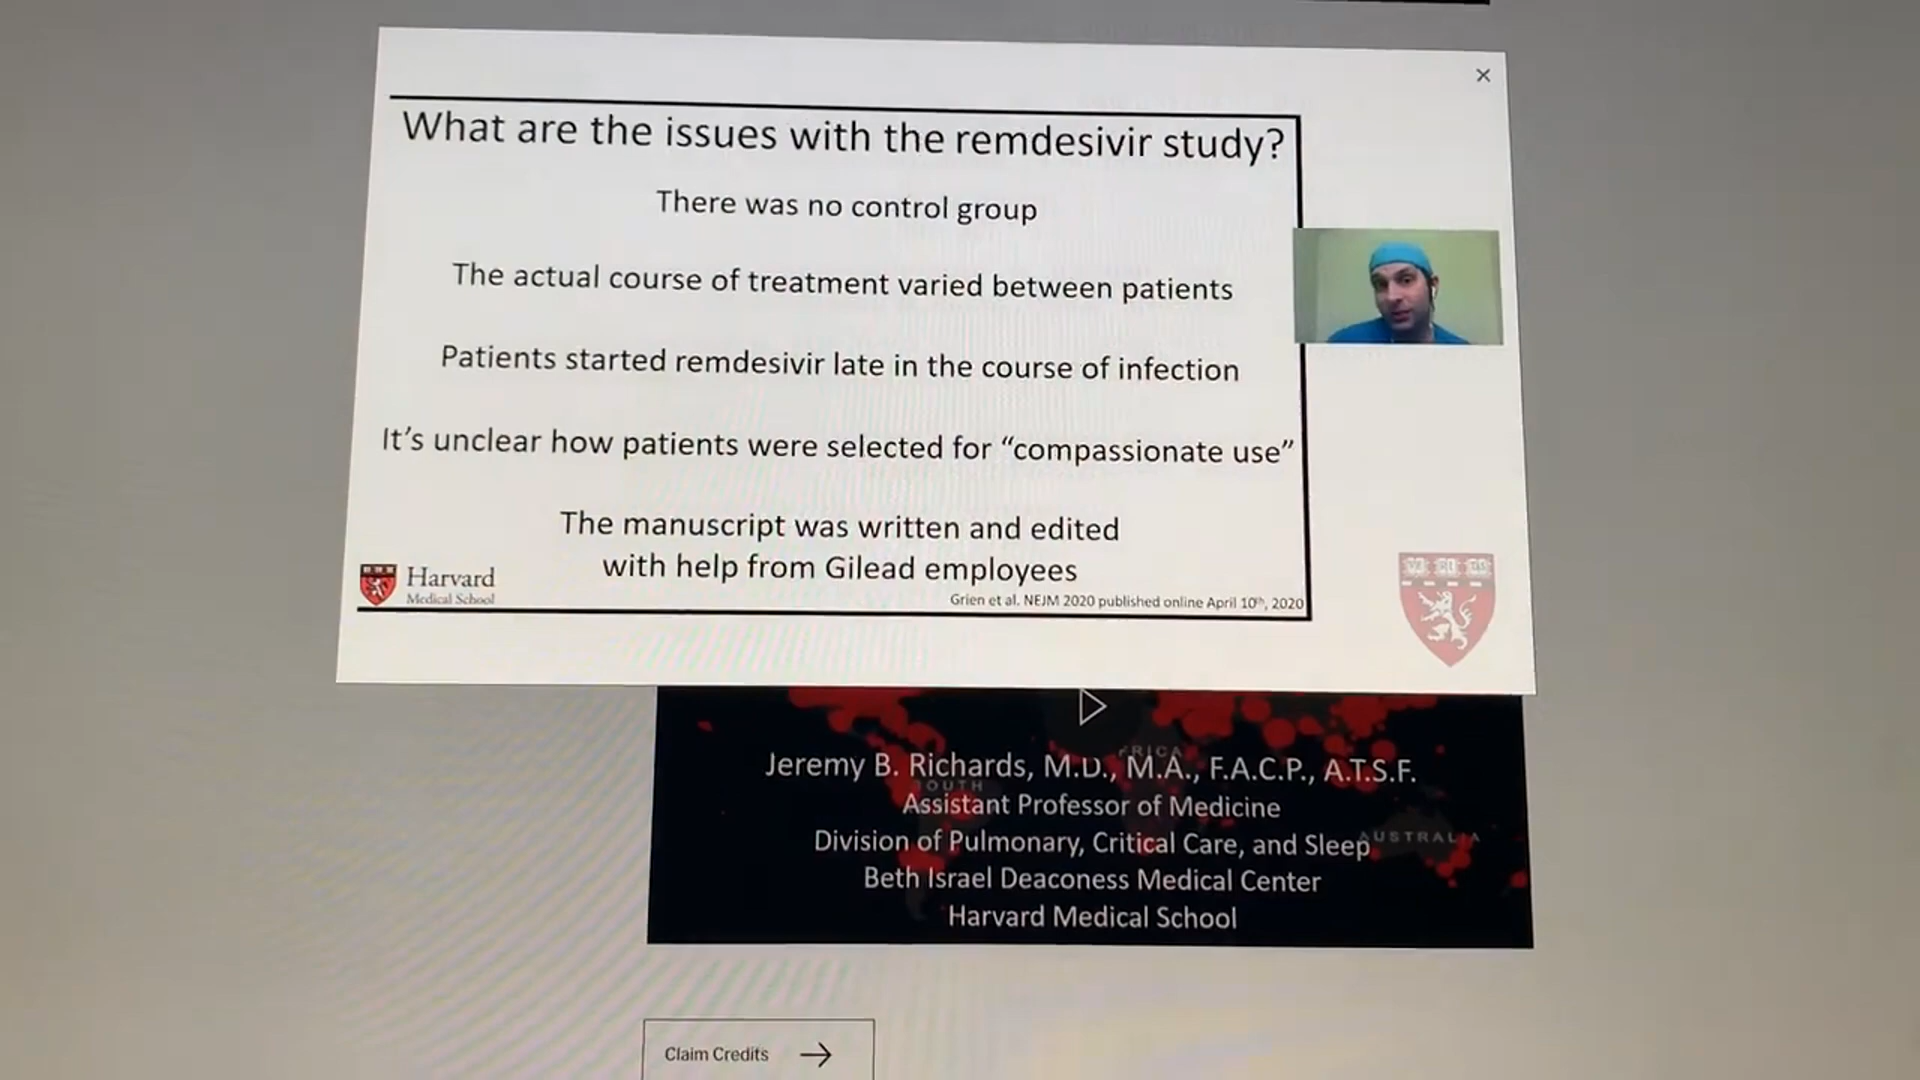 What are the issues with the remdesivir study?
There was no control group
The actual course of treatment varied between patients
Patients started remdesivir late in the course of infection
It's unclear how patients were selected for “compassionate use”
The manuscript was written and edited
with help from Gilead employees
Harvard
Medical School
Grien et al. NEJM 2020 published online April 10th, 2020
VE RI TAS
Jeremy B. Richards, M.D., M.A., F.A.C.P., A.T.S.F.
Assistant Professor of Medicine
Division of Pulmonary, Critical Care, and Sleep
AUSTRALIA
Beth Israel Deaconess Medical Center
Harvard Medical School
Claim Credits